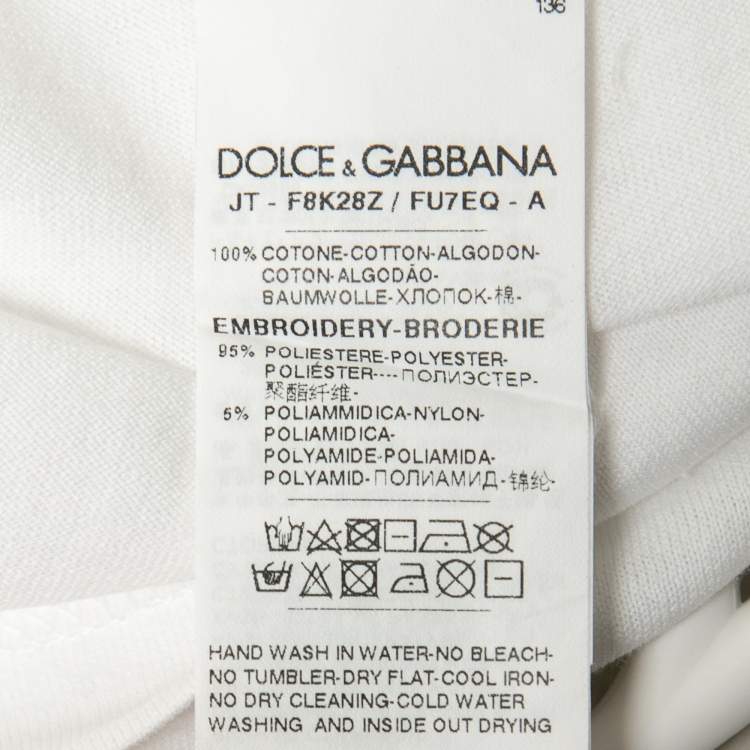 136
DOLCE & GABBANA
JT - F8K28Z / FU7EQ - A
100% COTONE-COTTON-ALGODON-
COTON-ALGODÃO-
BAUMWOLLE-ХЛОПОК-棉-
EMBROIDERY-BRODERIE
95% POLIESTERE-POLYESTER-
POLIÉSTER----ПОЛИЭСТЕР-
聚酯纤维-
5% POLIAMMIDICA-NYLON-
POLIAMIDICA-
POLYAMIDE-POLIAMIDA-
POLYAMID-ПОЛИАМИД-锦纶-
HAND WASH IN WATER-NO BLEACH-
NO TUMBLER-DRY FLAT-COOL IRON-
NO DRY CLEANING-COLD WATER
WASHING AND INSIDE OUT DRYING